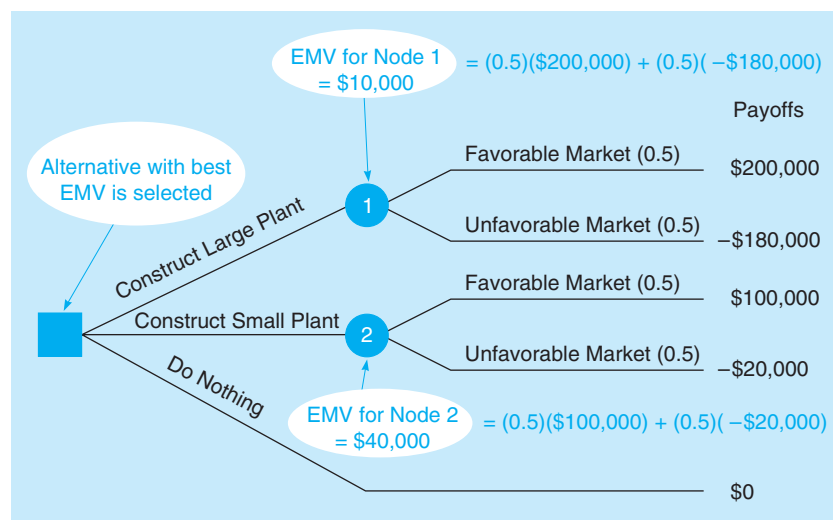 EMV for Node 1
= $10,000
= (0.5)($200,000) + (0.5)( −$180,000)
Payoffs
Alternative with best
EMV is selected
Construct Large Plant
1
Favorable Market (0.5)
$200,000
Unfavorable Market (0.5)
−$180,000
Construct Small Plant
2
Favorable Market (0.5)
$100,000
Unfavorable Market (0.5)
−$20,000
Do Nothing
EMV for Node 2
= $40,000
= (0.5)($100,000) + (0.5)( −$20,000)
$0